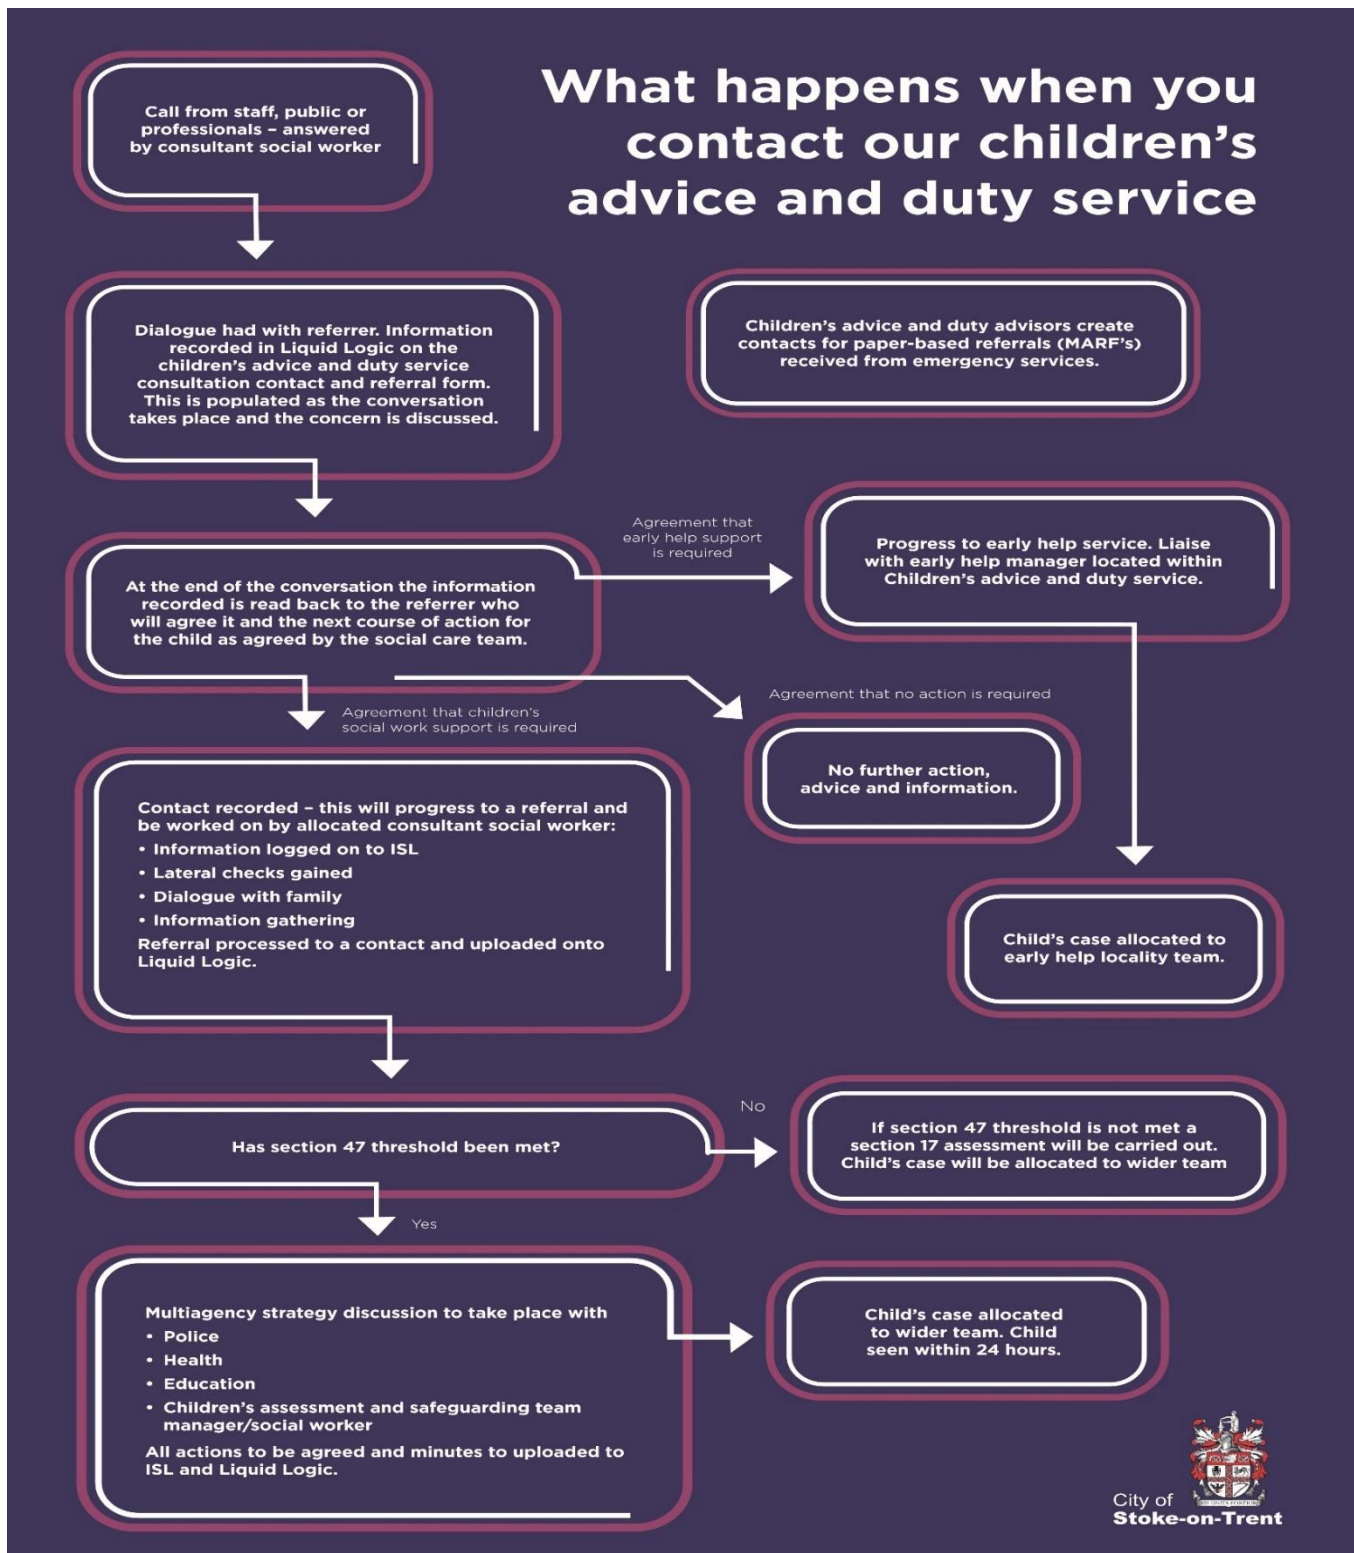 What happens when you
contact our children's
advice and duty service
Call from staff, public or
professionals – answered
by consultant social worker
Dialogue had with referrer. Information
recorded in Liquid Logic on the
children's advice and duty service
consultation contact and referral form.
This is populated as the conversation
takes place and the concern is discussed.
Children's advice and duty advisors create
contacts for paper-based referrals (MARF's)
received from emergency services.
At the end of the conversation the information
recorded is read back to the referrer who
will agree it and the next course of action for
the child as agreed by the social care team.
Agreement that
early help support
is required
Progress to early help service. Liaise
with early help manager located within
Children's advice and duty service.
Agreement that no action is required
No further action,
advice and information.
Child's case allocated to
early help locality team.
Agreement that children's
social work support is required
Contact recorded – this will progress to a referral and
be worked on by allocated consultant social worker:
• Information logged on to ISL
• Lateral checks gained
• Dialogue with family
• Information gathering
Referral processed to a contact and uploaded onto
Liquid Logic.
Has section 47 threshold been met?
No
If section 47 threshold is not met a
section 17 assessment will be carried out.
Child's case will be allocated to wider team
Yes
Multiagency strategy discussion to take place with
• Police
• Health
• Education
• Children's assessment and safeguarding team
manager/social worker
All actions to be agreed and minutes to uploaded to
ISL and Liquid Logic.
Child's case allocated
to wider team. Child
seen within 24 hours.
City of
Stoke-on-Trent